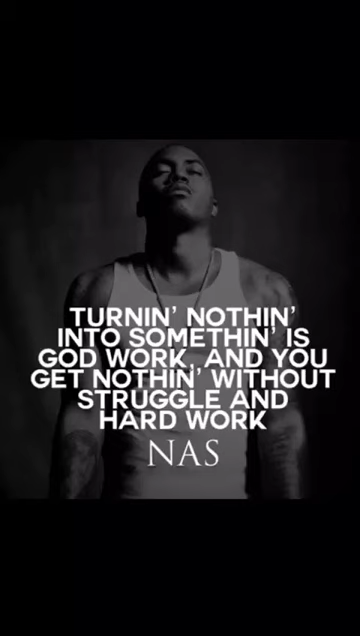 TURNIN' NOTHIN'
INTO SOMETHIN' IS
GOD WORK, AND YOU
GET NOTHIN' WITHOUT
STRUGGLE AND
HARD WORK
NAS